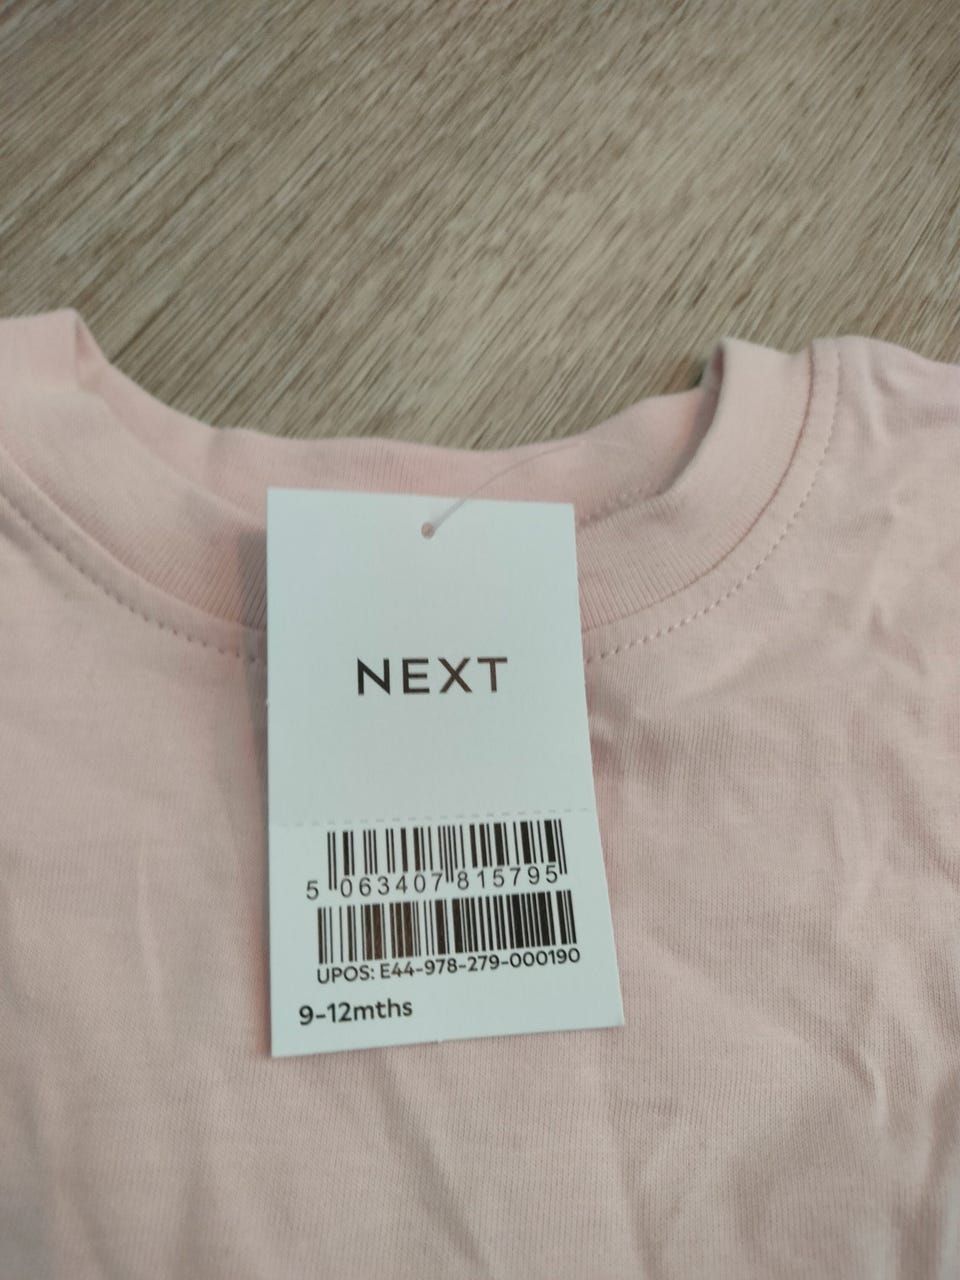 NEXT
5 063407 815795
UPOS: E44-978-279-000190
9-12mths